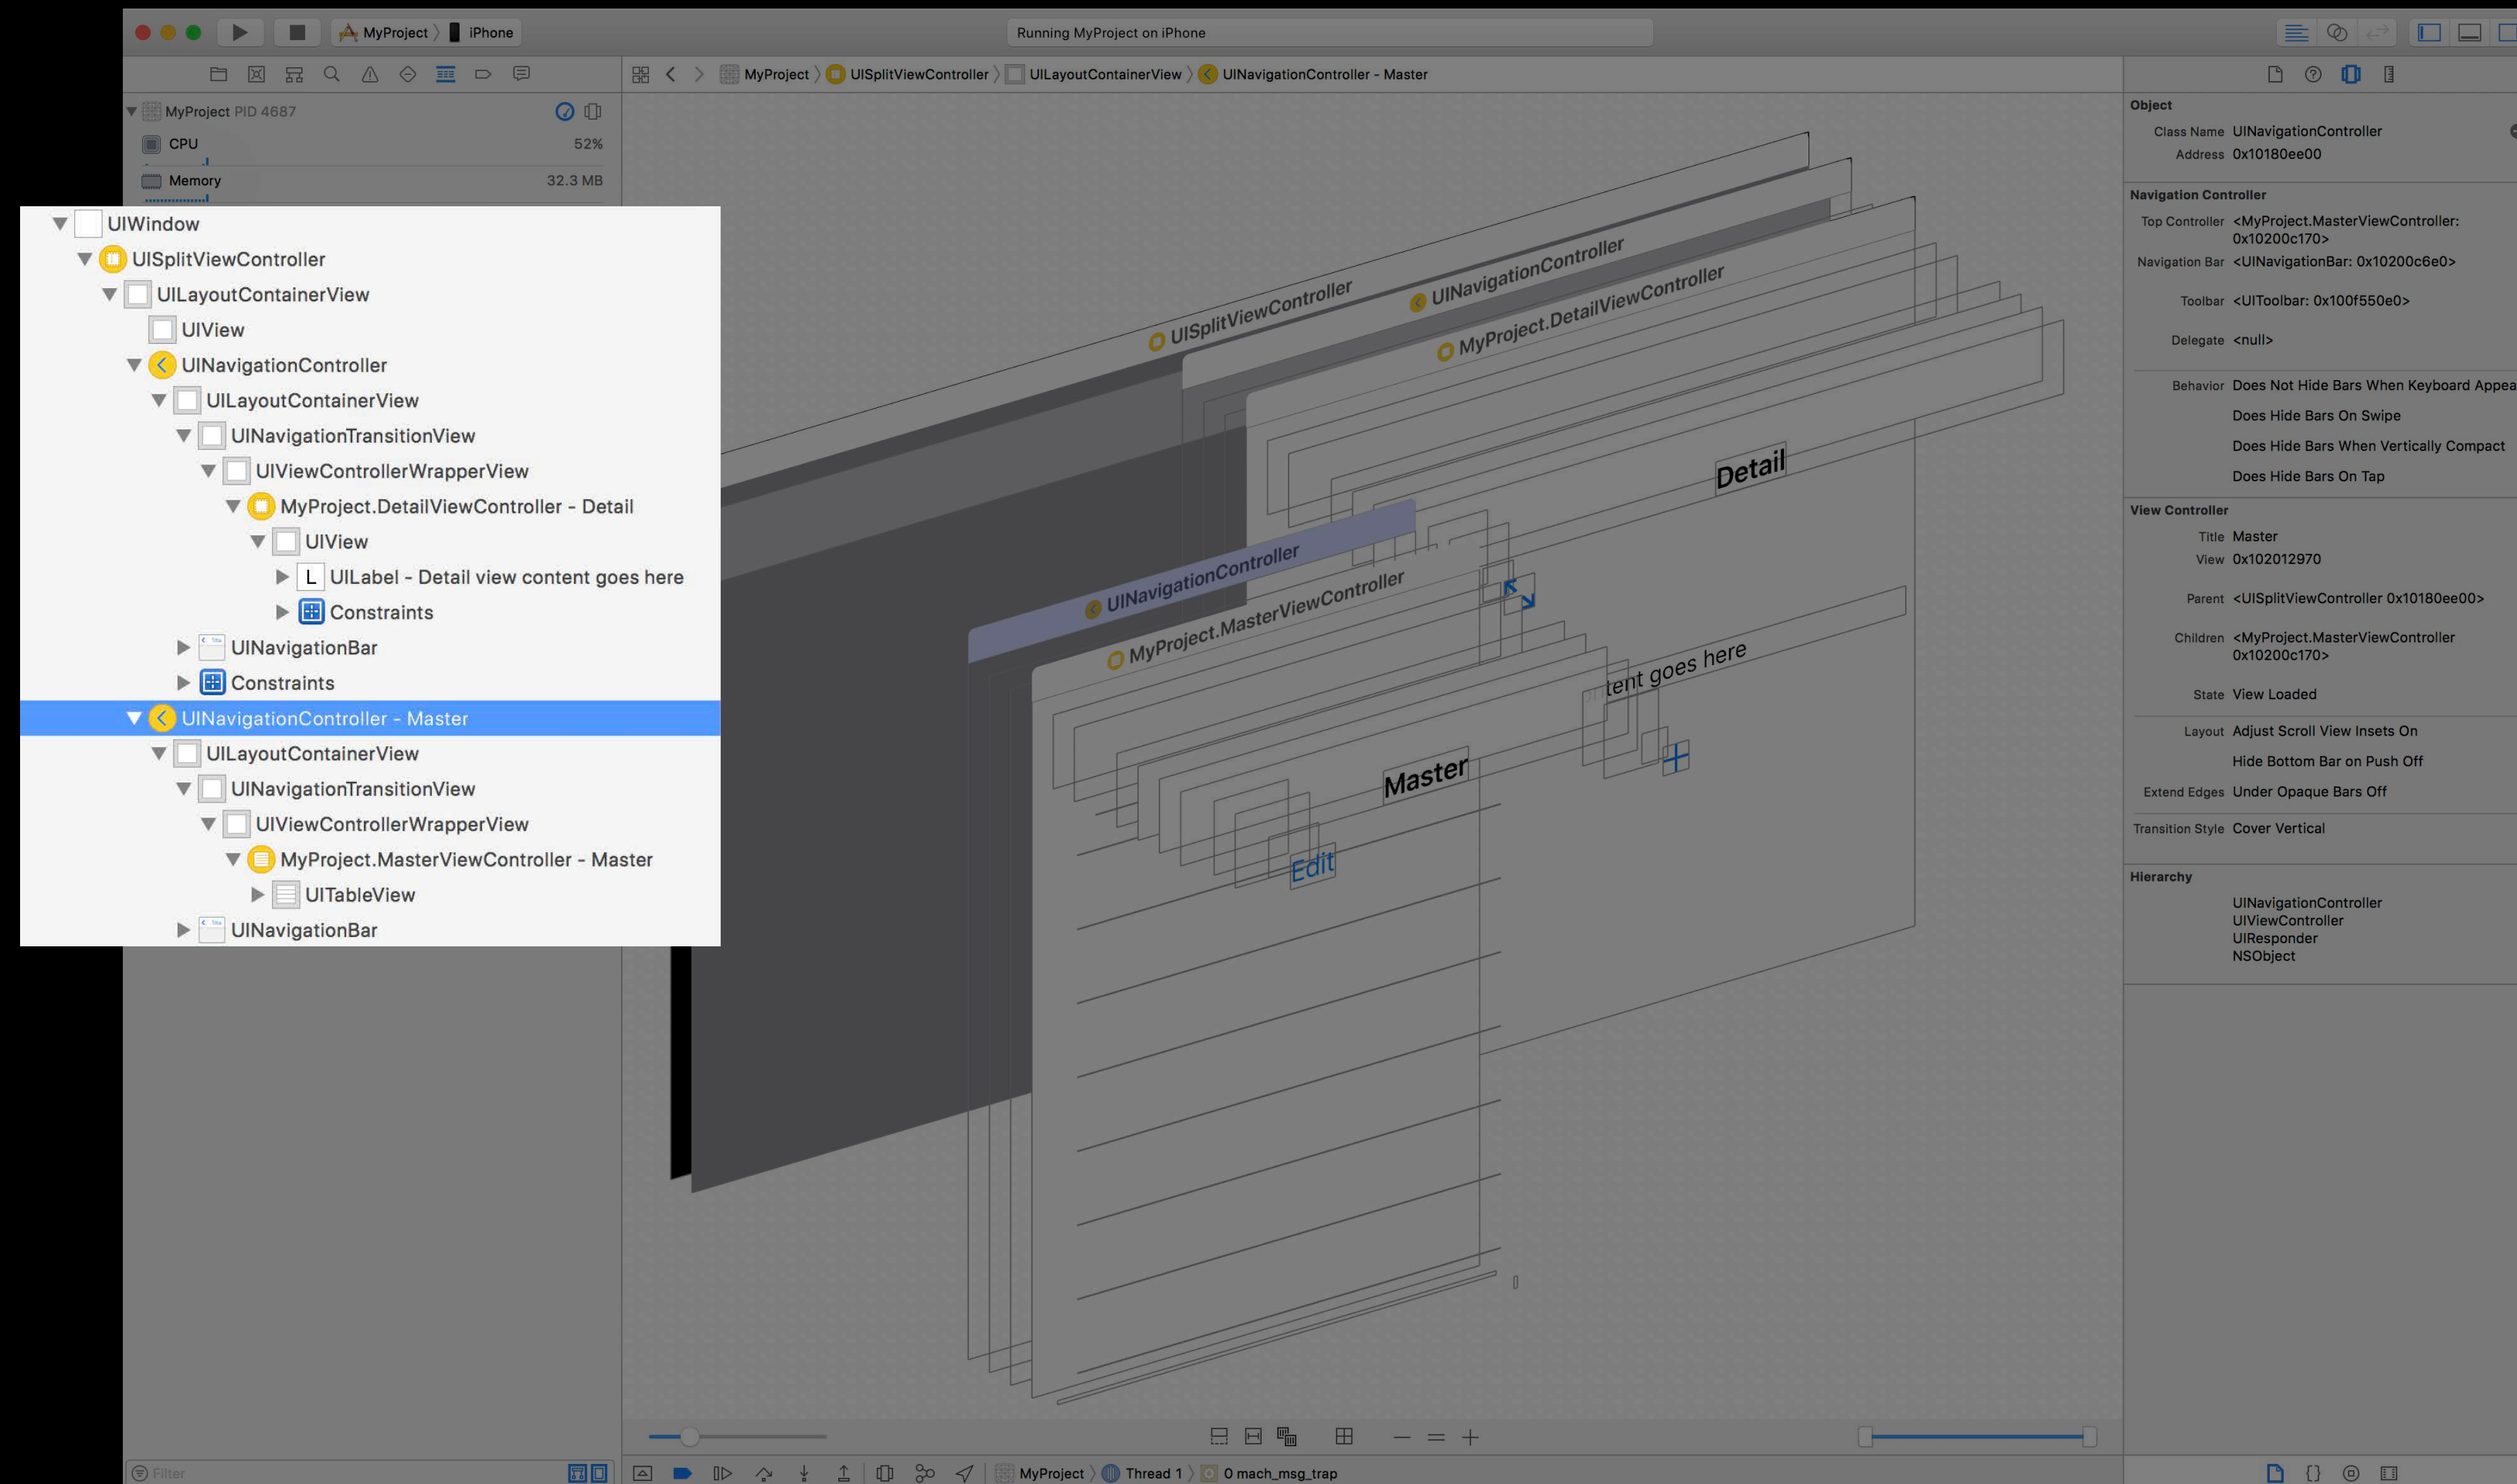 MyProject iPhone
Running MyProject on iPhone
MyProject PID 4687
CPU 52%
Memory 32.3 MB
UIWindow
UISplitViewController
UILayoutContainerView
UIView
UINavigationController
UILayoutContainerView
UINavigationTransitionView
UIViewControllerWrapperView
MyProject.DetailViewController - Detail
UIView
L UILabel - Detail view content goes here
Constraints
UINavigationBar
Constraints
UINavigationController - Master
UILayoutContainerView
UINavigationTransitionView
UIViewControllerWrapperView
MyProject.MasterViewController - Master
UITableView
UINavigationBar
Filter
MyProject UISplitViewController UILayoutContainerView UINavigationController - Master
UISplitViewController
UINavigationController
MyProject.DetailViewController
Detail
UINavigationController
MyProject.MasterViewController
tent goes here
Master
Edit
MyProject Thread 1 0 mach_msg_trap
Object
Class Name UINavigationController
Address 0x10180ee00
Navigation Controller
Top Controller <MyProject.MasterViewController:
0x10200c170>
Navigation Bar <UINavigationBar: 0x10200c6e0>
Toolbar <UIToolbar: 0x100f550e0>
Delegate <null>
Behavior Does Not Hide Bars When Keyboard Appea
Does Hide Bars On Swipe
Does Hide Bars When Vertically Compact
Does Hide Bars On Tap
View Controller
Title Master
View 0x102012970
Parent <UISplitViewController 0x10180ee00>
Children <MyProject.MasterViewController
0x10200c170>
State View Loaded
Layout Adjust Scroll View Insets On
Hide Bottom Bar on Push Off
Extend Edges Under Opaque Bars Off
Transition Style Cover Vertical
Hierarchy
UINavigationController
UIViewController
UIResponder
NSObject